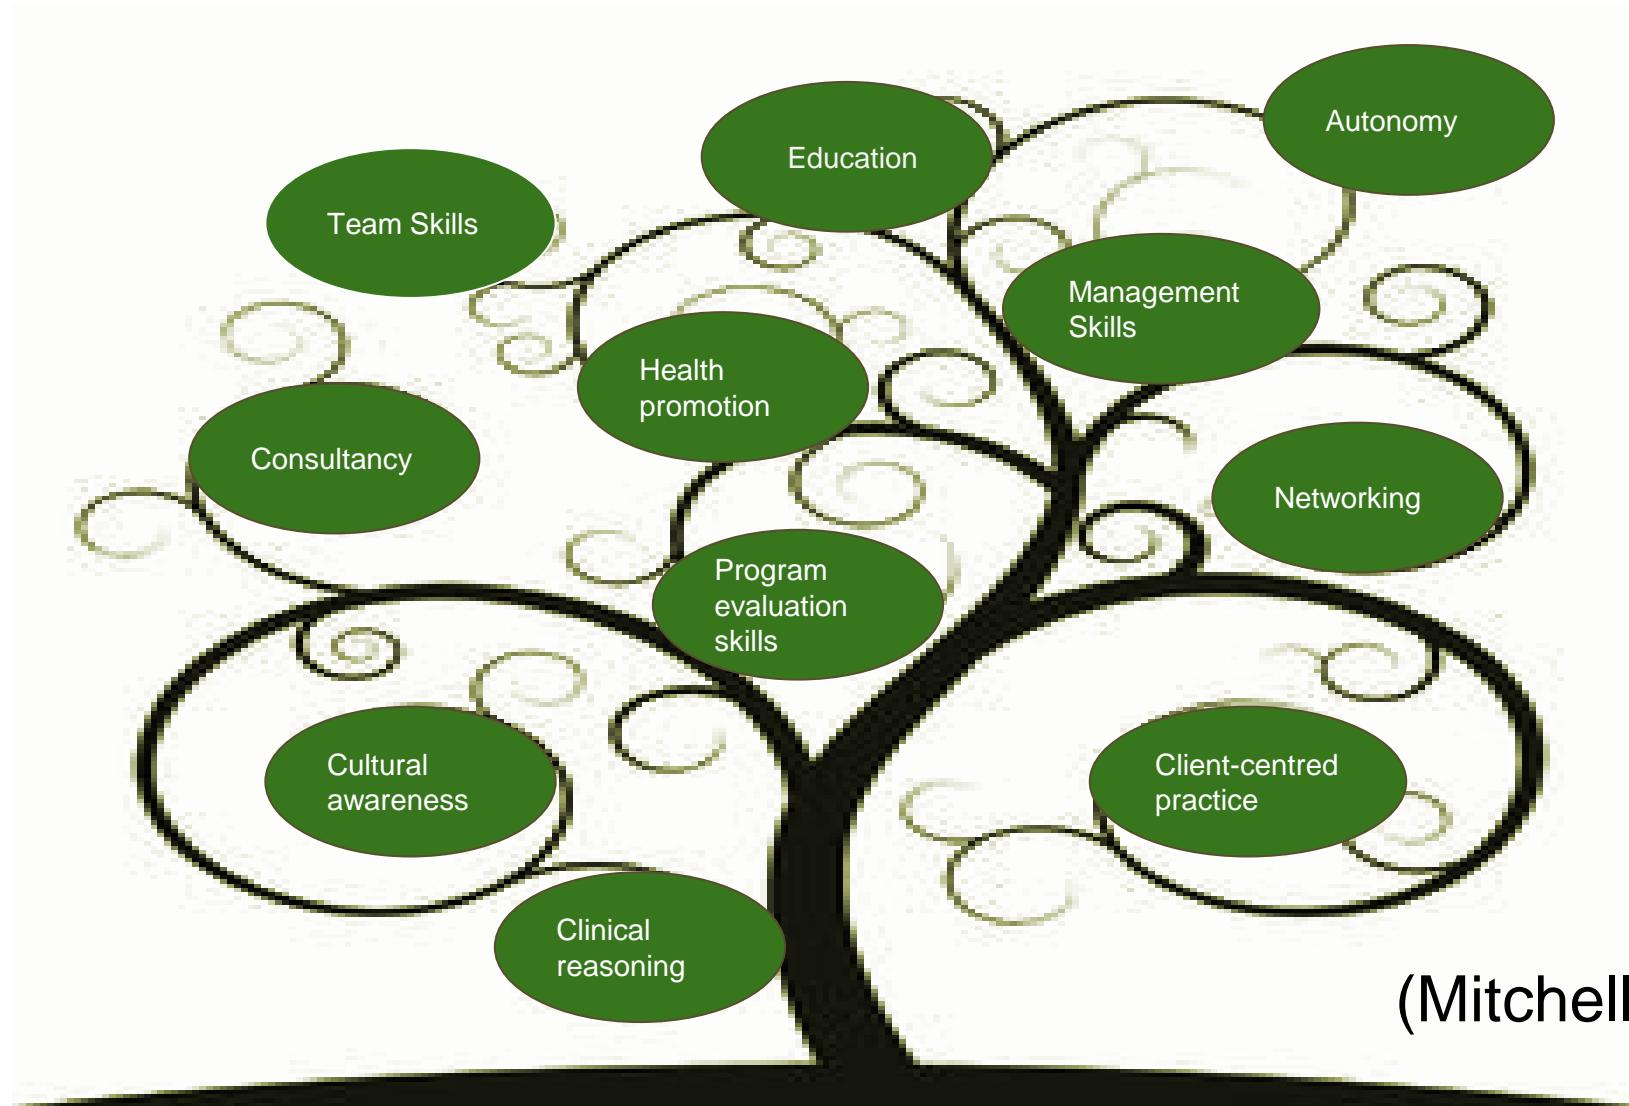 Autonomy
Education
Team Skills
Management
Skills
Health
promotion
Consultancy
Networking
Program
evaluation
skills
Cultural
awareness
Client-centred
practice
Clinical
reasoning
(Mitchell